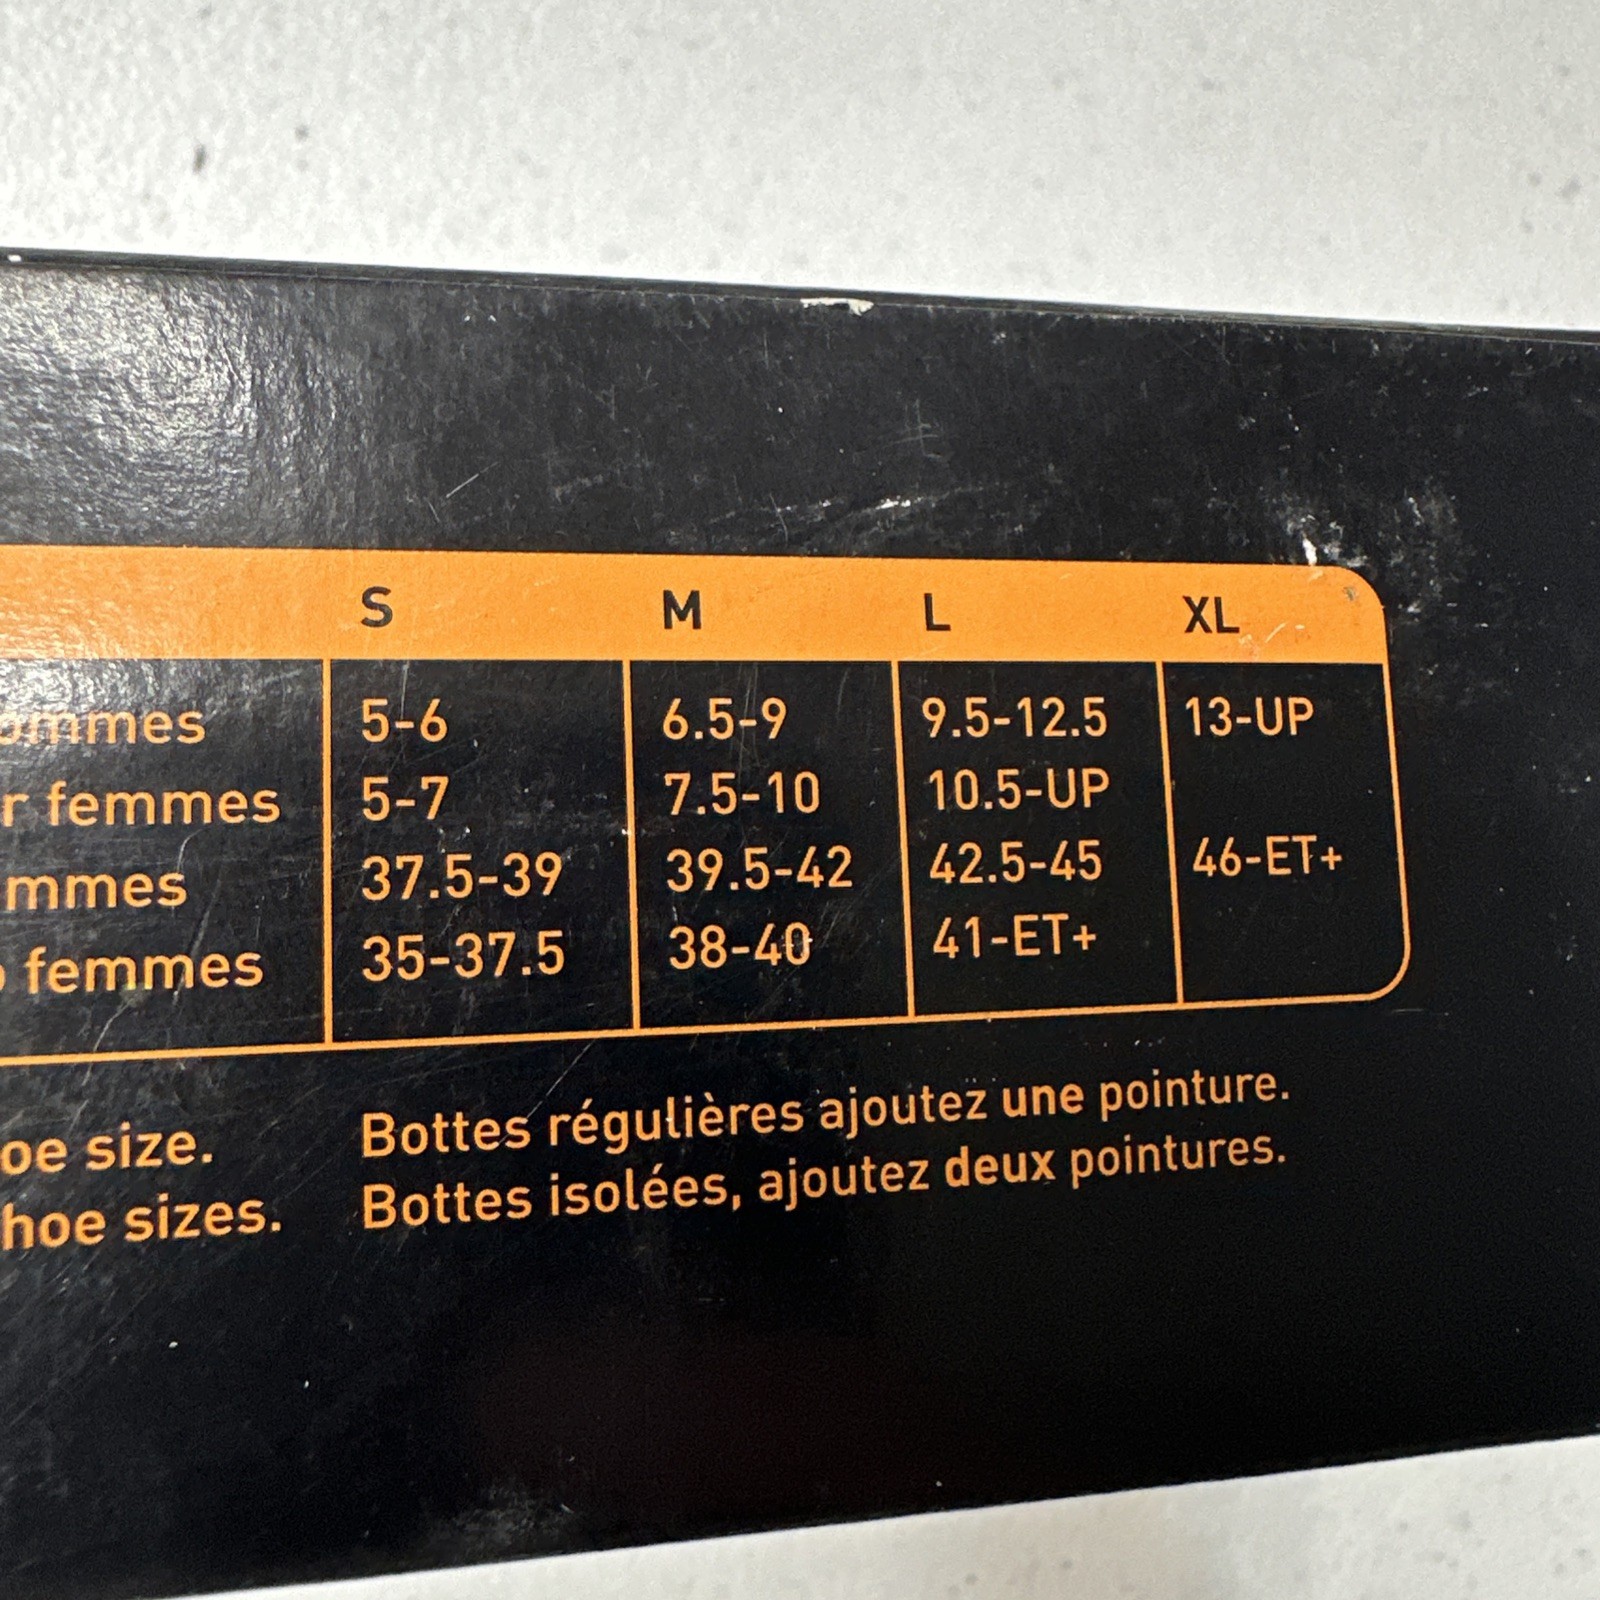 S M L XL
ommes 5-6 6.5-9 9.5-12.5 13-UP
r femmes 5-7 7.5-10 10.5-UP
mmes 37.5-39 39.5-42 42.5-45 46-ET+
femmes 35-37.5 38-40 41-ET+
oe size. Bottes régulières ajoutez une pointure.
hoe sizes. Bottes isolées, ajoutez deux pointures.